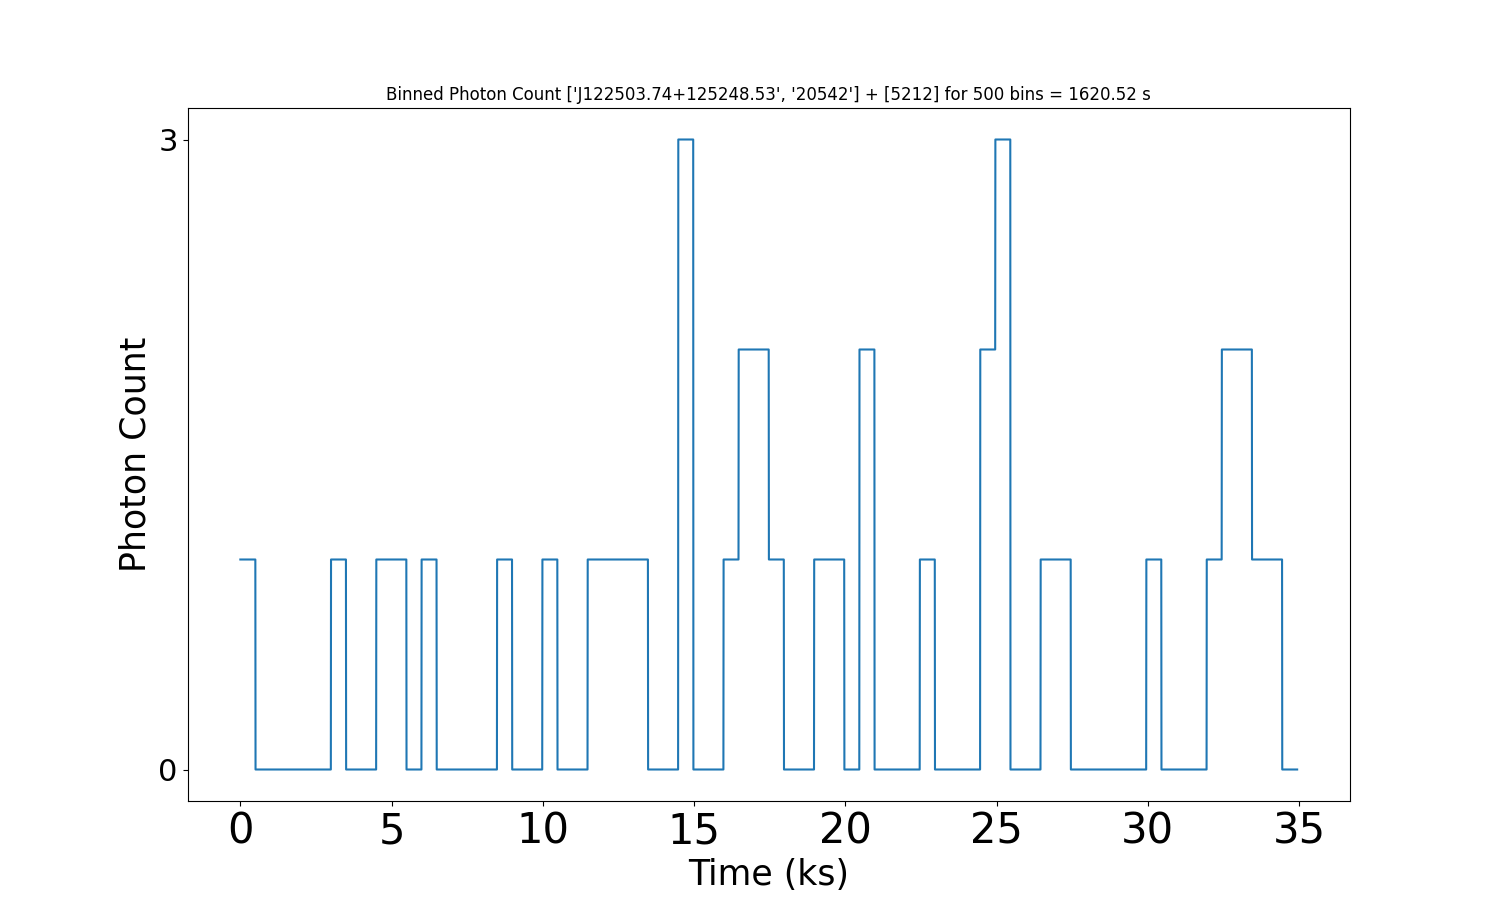 Binned Photon Count ['J122503.74+125248.53', '20542'] + [5212] for 500 bins = 1620.52 s
3
Photon Count
0
0 5 10 15 20 25 30 35
Time (ks)